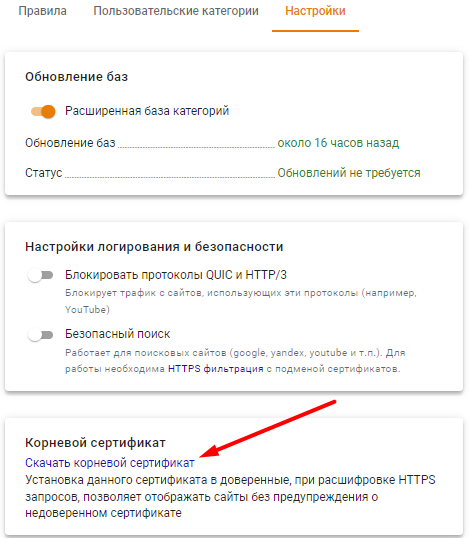 Правила Пользовательские категории Настройки
Обновление баз
Расширенная база категорий
Обновление баз около 16 часов назад
Статус Обновлений не требуется
Настройки логирования и безопасности
Блокировать протоколы QUIC и HTTP/3
Блокирует трафик с сайтов, использующих эти протоколы (например,
YouTube)
Безопасный поиск
Работает для поисковых сайтов (google, yandex, youtube и т.п.). Для
работы необходима HTTPS фильтрация с подменой сертификатов.
Корневой сертификат
Скачать корневой сертификат
Установка данного сертификата в доверенные, при расшифровке HTTPS
запросов, позволяет отображать сайты без предупреждения о
недоверенном сертификате